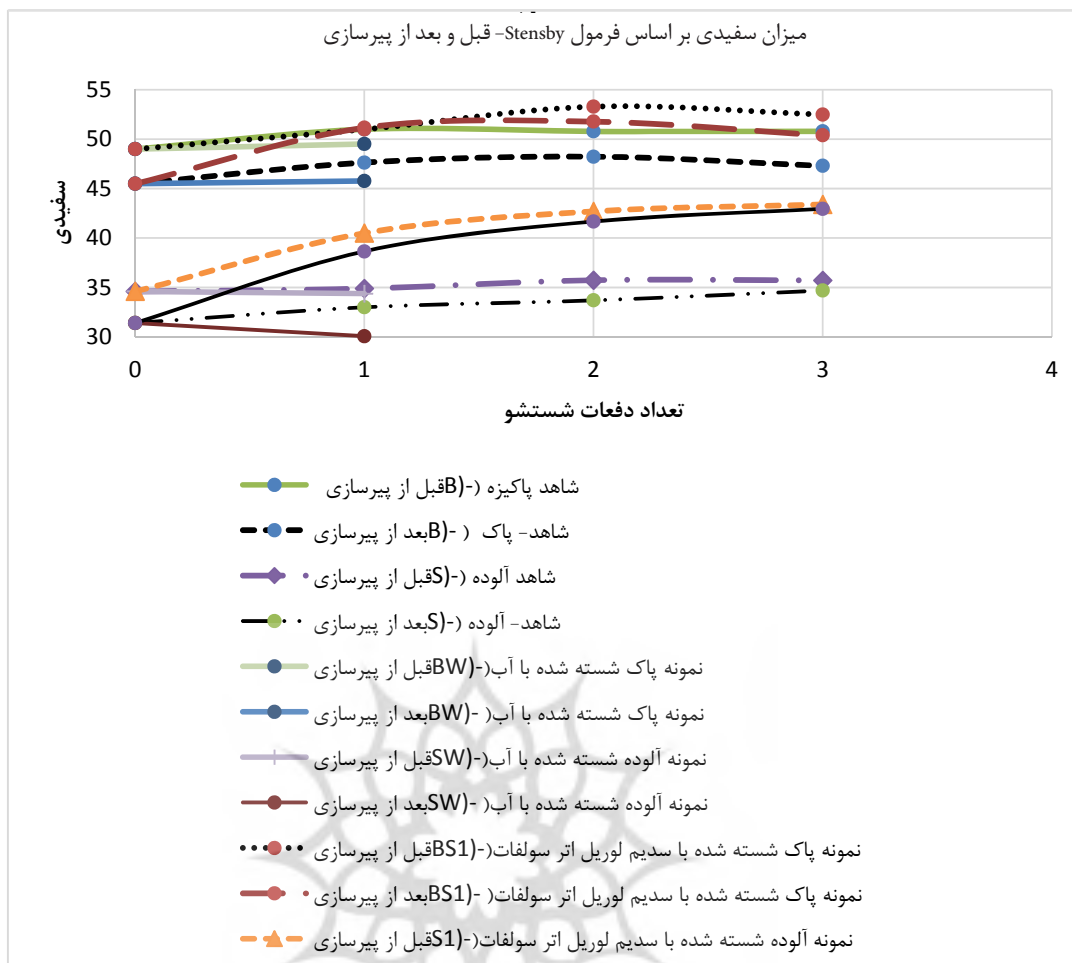 میزان سفیدی بر اساس فرمول Stensby- قبل و بعد از پیرسازی
55
50
45
40
35
30
سفیدی
0 1 2 3 4
تعداد دفعات شستشو
شاهد پاکیزه (-(Bقبل از پیرسازی
شاهد- پاک ( -(Bبعد از پیرسازی
شاهد آلوده (-(Sقبل از پیرسازی
شاهد- آلوده (-(Sبعد از پیرسازی
نمونه پاک شسته شده با آب(-(BWقبل از پیرسازی
نمونه پاک شسته شده با آب( -(BWبعد از پیرسازی
نمونه آلوده شسته شده با آب(-(SWقبل از پیرسازی
نمونه آلوده شسته شده با آب( -(SWبعد از پیرسازی
نمونه پاک شسته شده با سدیم لوریل اتر سولفات(-(BS1قبل از پیرسازی
نمونه پاک شسته شده با سدیم لوریل اتر سولفات( -(BS1بعد از پیرسازی
نمونه آلوده شسته شده با سدیم لوریل اتر سولفات(-(S1قبل از پیرسازی